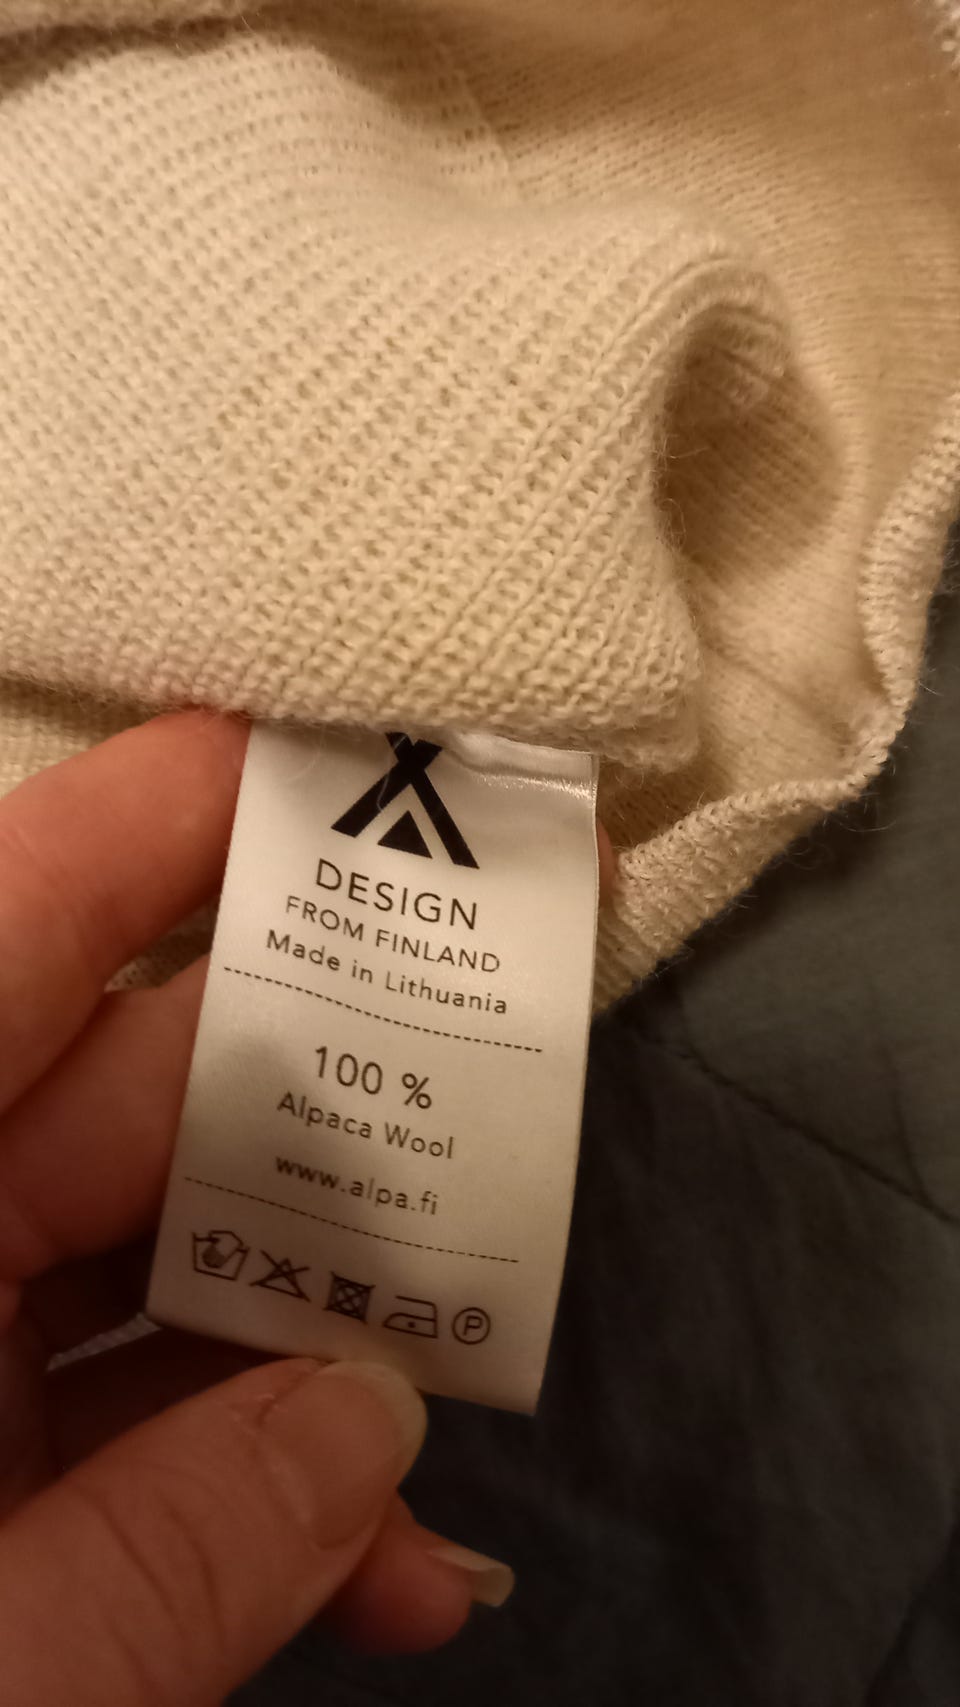 DESIGN
FROM FINLAND
Made in Lithuania
100 %
Alpaca Wool
www.alpa.fi
P